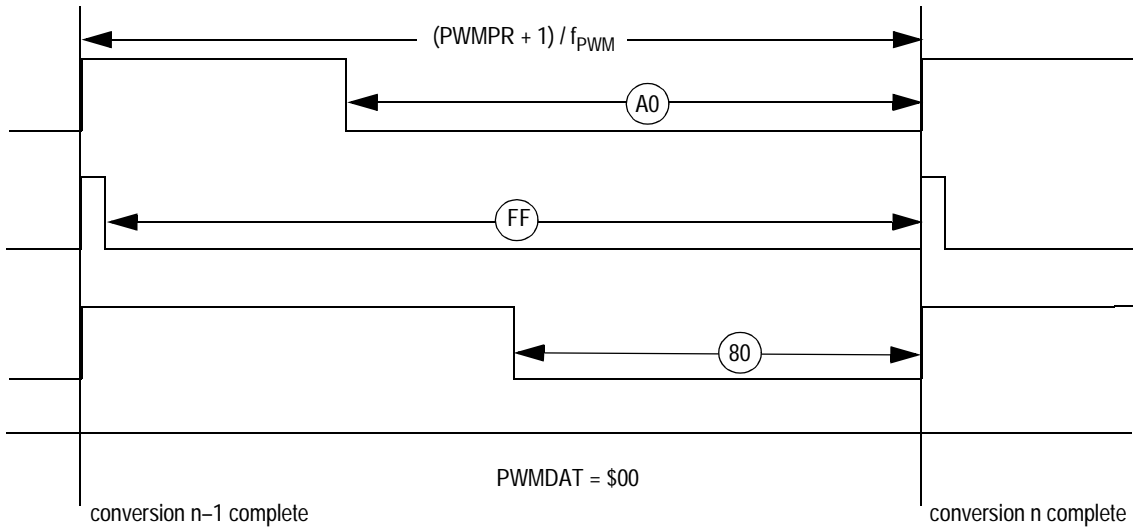 (PWMPR + 1) / fPWM
A0
FF
80
PWMDAT = $00
conversion n–1 complete
conversion n complete